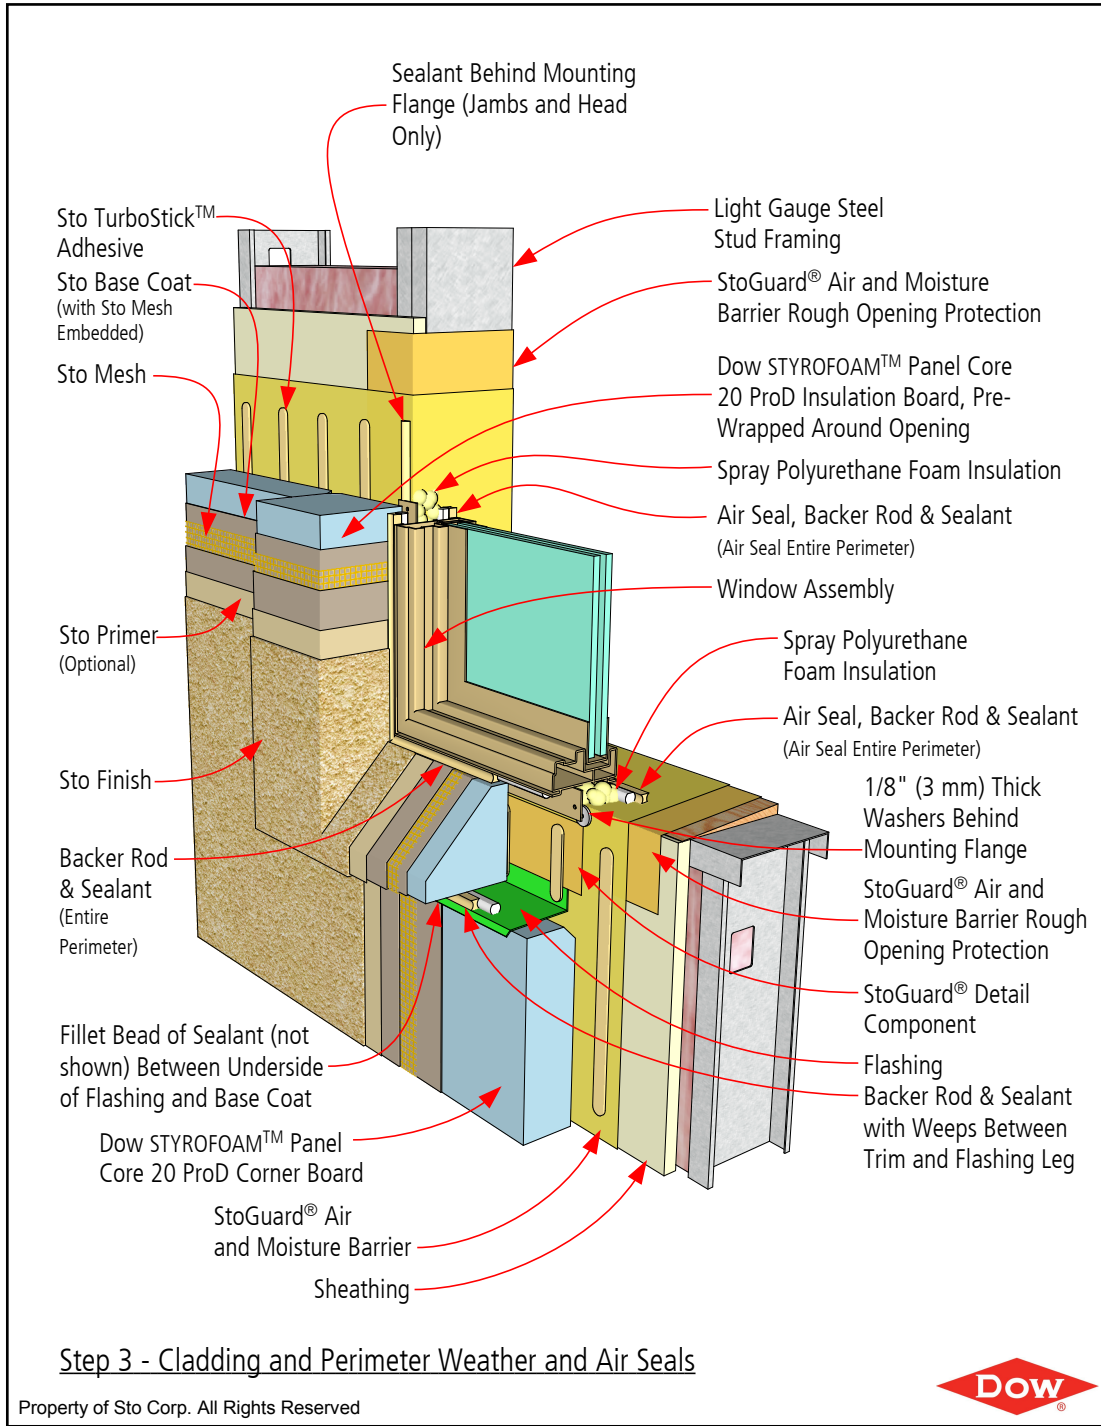 Sealant Behind Mounting
Flange (Jambs and Head
Only)
Sto TurboStick™
Adhesive
Sto Base Coat
(with Sto Mesh
Embedded)
Sto Mesh
Sto Primer
(Optional)
Sto Finish
Backer Rod
& Sealant
(Entire
Perimeter)
Fillet Bead of Sealant (not
shown) Between Underside
of Flashing and Base Coat
Dow STYROFOAM™ Panel
Core 20 ProD Corner Board
StoGuard® Air
and Moisture Barrier
Sheathing
Light Gauge Steel
Stud Framing
StoGuard® Air and Moisture
Barrier Rough Opening Protection
Dow STYROFOAM™ Panel Core
20 ProD Insulation Board, Pre-
Wrapped Around Opening
Spray Polyurethane Foam Insulation
Air Seal, Backer Rod & Sealant
(Air Seal Entire Perimeter)
Window Assembly
Spray Polyurethane
Foam Insulation
Air Seal, Backer Rod & Sealant
(Air Seal Entire Perimeter)
1/8" (3 mm) Thick
Washers Behind
Mounting Flange
StoGuard® Air and
Moisture Barrier Rough
Opening Protection
StoGuard® Detail
Component
Flashing
Backer Rod & Sealant
with Weeps Between
Trim and Flashing Leg
Step 3 - Cladding and Perimeter Weather and Air Seals
Property of Sto Corp. All Rights Reserved
Dow®